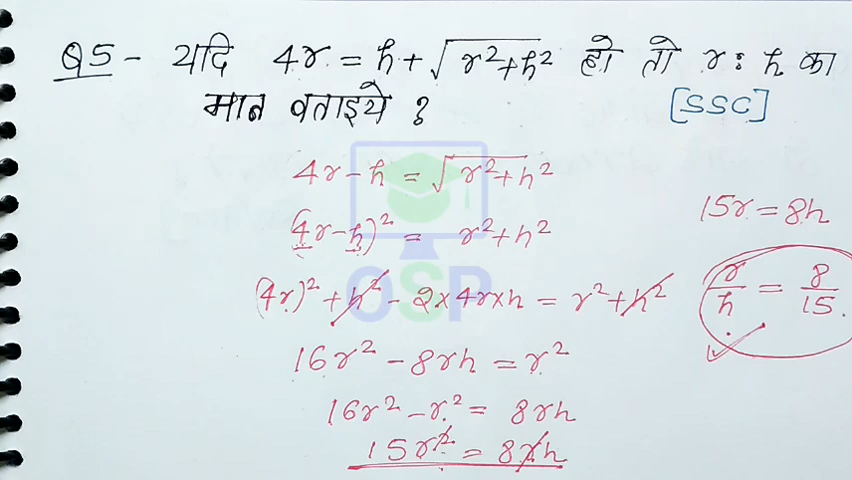 Q5 - यदि 4r = h + √r²+h² हो तो r : h का
मान बताइये ?
[SSC]
4r - h = √r²+h²
(4r - h)² = r²+h²
(4r)² + h² - 2×4r×h = r²+h²
16r² - 8rh = r²
16r² - r² = 8rh
15r² = 8rh
15r = 8h
r/h = 8/15
OSP